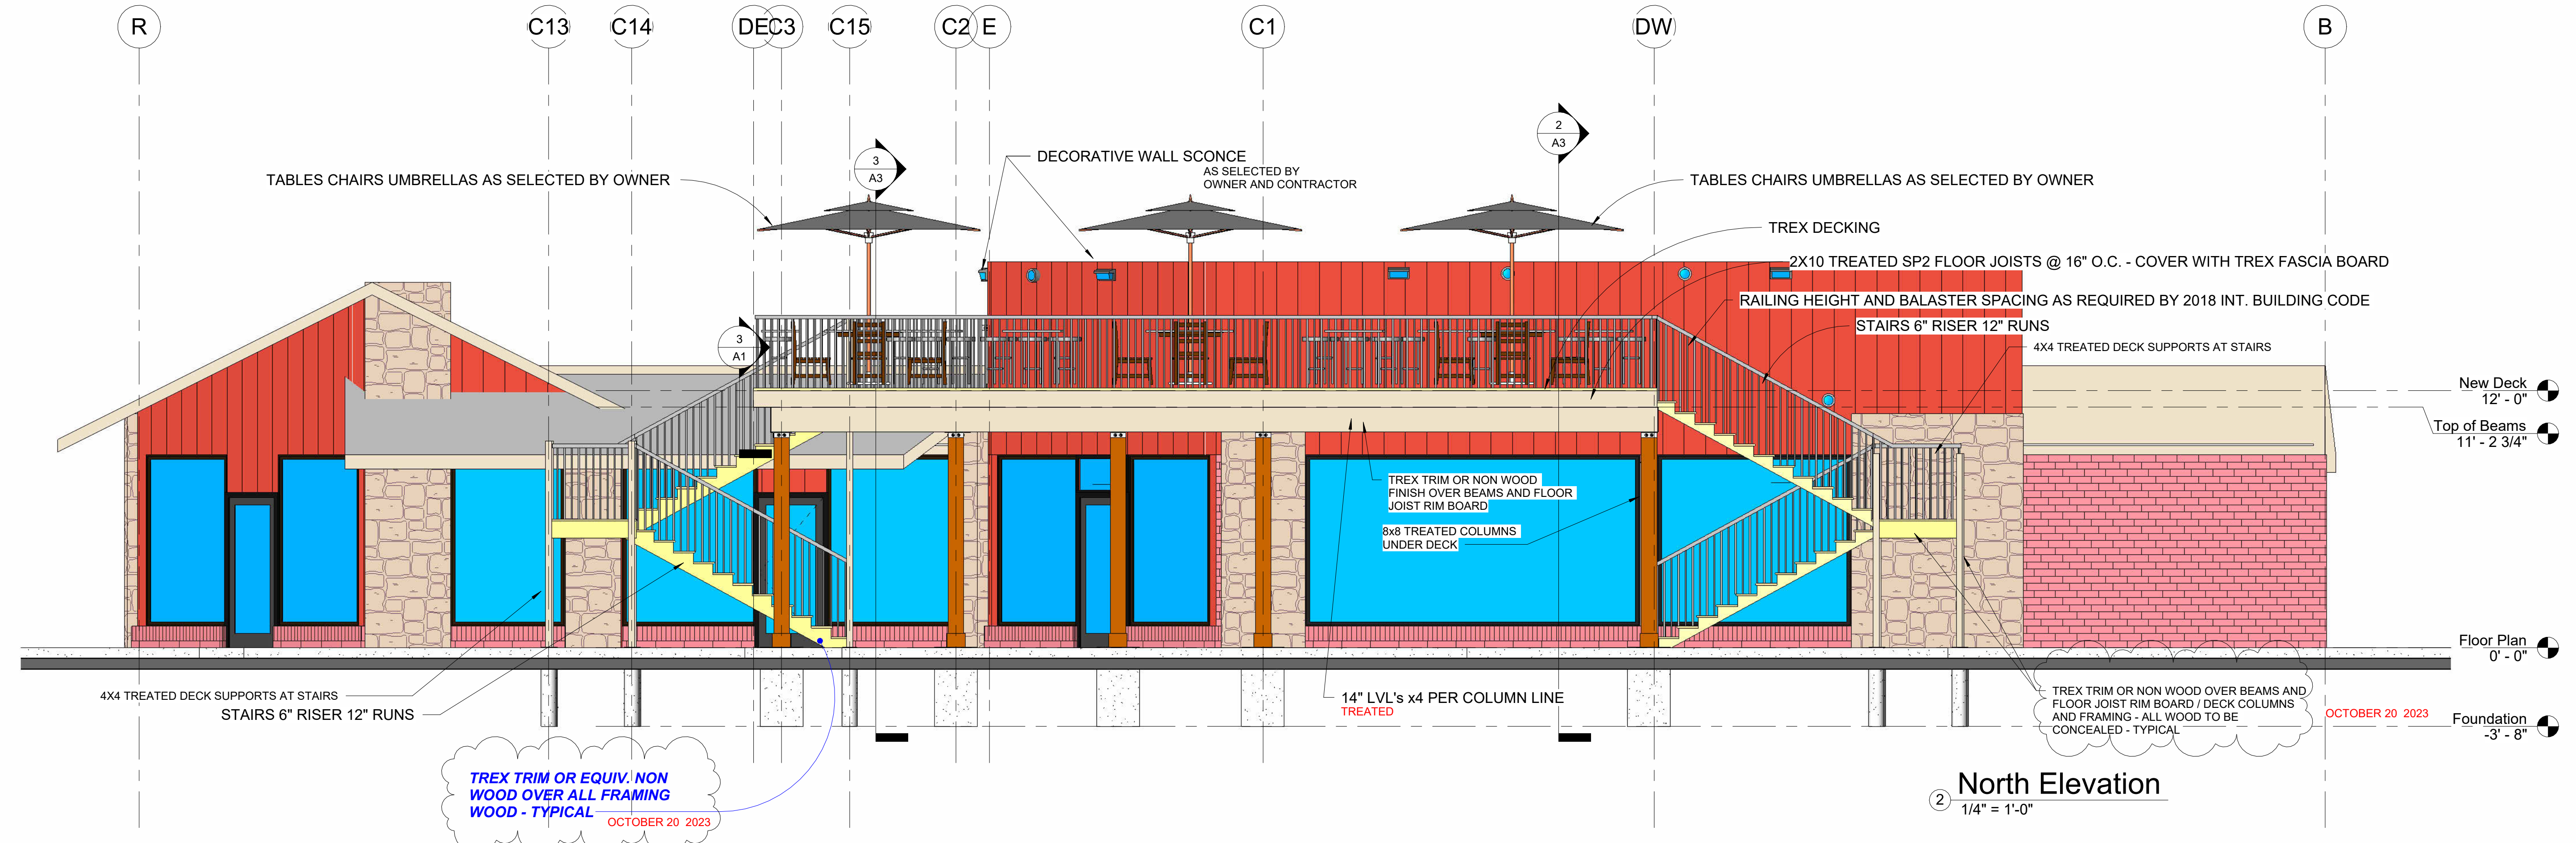 R
C13
C14
DE
C3
C15
C2
E
C1
DW
B
2
A3
3
A3
DECORATIVE WALL SCONCE
AS SELECTED BY
OWNER AND CONTRACTOR
TABLES CHAIRS UMBRELLAS AS SELECTED BY OWNER
TABLES CHAIRS UMBRELLAS AS SELECTED BY OWNER
TREX DECKING
2X10 TREATED SP2 FLOOR JOISTS @ 16" O.C. - COVER WITH TREX FASCIA BOARD
RAILING HEIGHT AND BALASTER SPACING AS REQUIRED BY 2018 INT. BUILDING CODE
STAIRS 6" RISER 12" RUNS
4X4 TREATED DECK SUPPORTS AT STAIRS
3
A1
New Deck
12' - 0"
Top of Beams
11' - 2 3/4"
TREX TRIM OR NON WOOD
FINISH OVER BEAMS AND FLOOR
JOIST RIM BOARD
8x8 TREATED COLUMNS
UNDER DECK
Floor Plan
0' - 0"
4X4 TREATED DECK SUPPORTS AT STAIRS
STAIRS 6" RISER 12" RUNS
14" LVL's x4 PER COLUMN LINE
TREATED
TREX TRIM OR NON WOOD OVER BEAMS AND
FLOOR JOIST RIM BOARD / DECK COLUMNS
AND FRAMING - ALL WOOD TO BE
CONCEALED - TYPICAL
OCTOBER 20 2023
Foundation
-3' - 8"
TREX TRIM OR EQUIV. NON
WOOD OVER ALL FRAMING
WOOD - TYPICAL
OCTOBER 20 2023
2
North Elevation
1/4" = 1'-0"